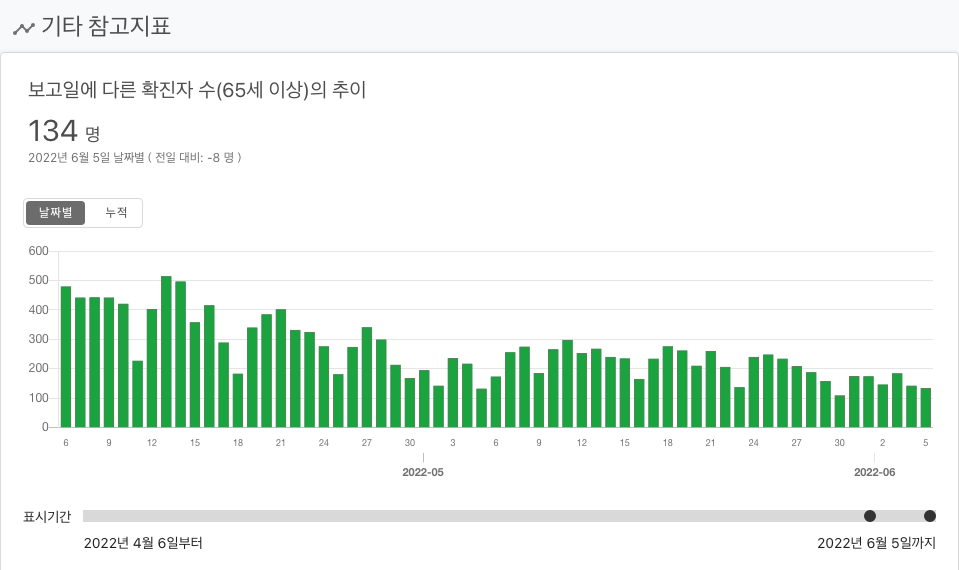 기타 참고지표
보고일에 다른 확진자 수(65세 이상)의 추이
134 명
2022년 6월 5일 날짜별 ( 전일 대비: -8 명 )
날짜별 누적
600
500
400
300
200
100
0
6 9 12 15 18 21 24 27 30 3 6 9 12 15 18 21 24 27 30 2 5
2022-05 2022-06
표시기간
2022년 4월 6일부터 2022년 6월 5일까지